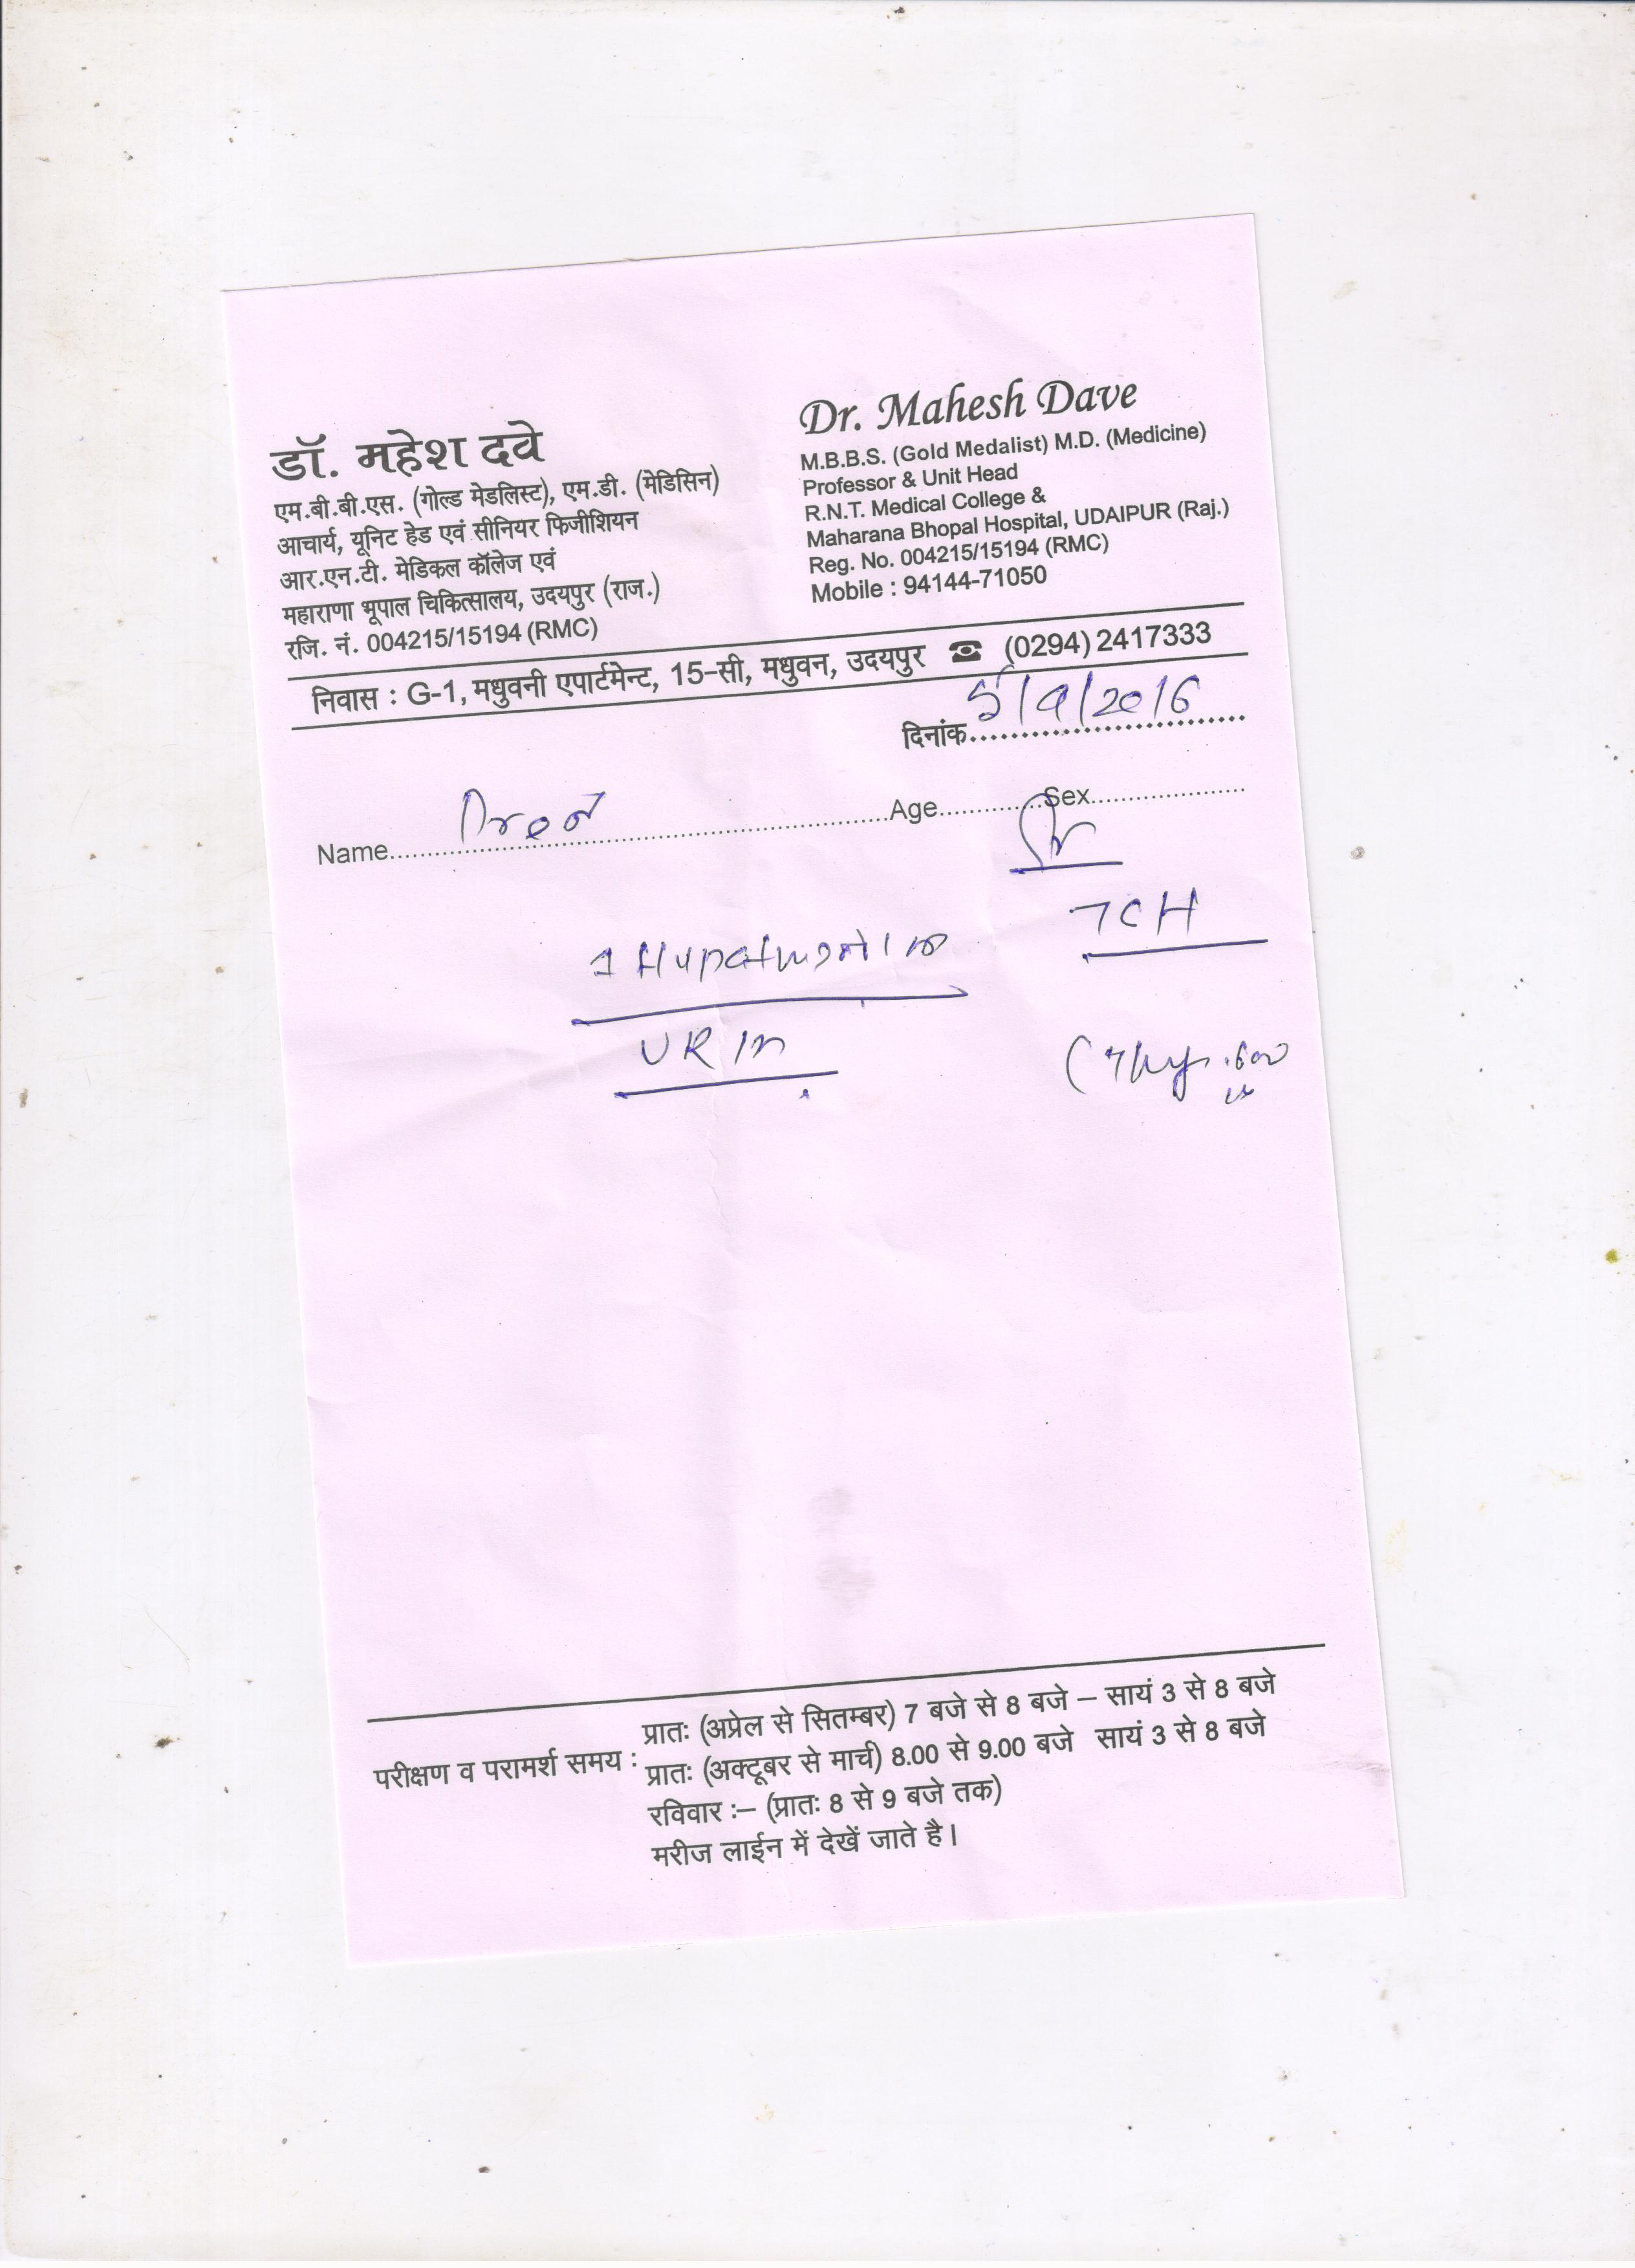 डॉ. महेश दवे
एम.बी.बी.एस. (गोल्ड मेडलिस्ट), एम.डी. (मेडिसिन)
आचार्य, यूनिट हेड एवं सीनियर फिजीशियन
आर.एन.टी. मेडिकल कॉलेज एवं
महाराणा भूपाल चिकित्सालय, उदयपुर (राज.)
रजि. नं. 004215/15194 (RMC)
Dr. Mahesh Dave
M.B.B.S. (Gold Medalist) M.D. (Medicine)
Professor & Unit Head
R.N.T. Medical College &
Maharana Bhopal Hospital, UDAIPUR (Raj.)
Reg. No. 004215/15194 (RMC)
Mobile : 94144-71050
निवास : G-1, मधुवनी एपार्टमेन्ट, 15-सी, मधुवन, उदयपुर ☎ (0294) 2417333
दिनांक 5/9/2016
Name Age Sex
परीक्षण व परामर्श समय :
प्रातः (अप्रेल से सितम्बर) 7 बजे से 8 बजे – सायं 3 से 8 बजे
प्रातः (अक्टूबर से मार्च) 8.00 से 9.00 बजे सायं 3 से 8 बजे
रविवार :– (प्रातः 8 से 9 बजे तक)
मरीज लाईन में देखें जाते है।